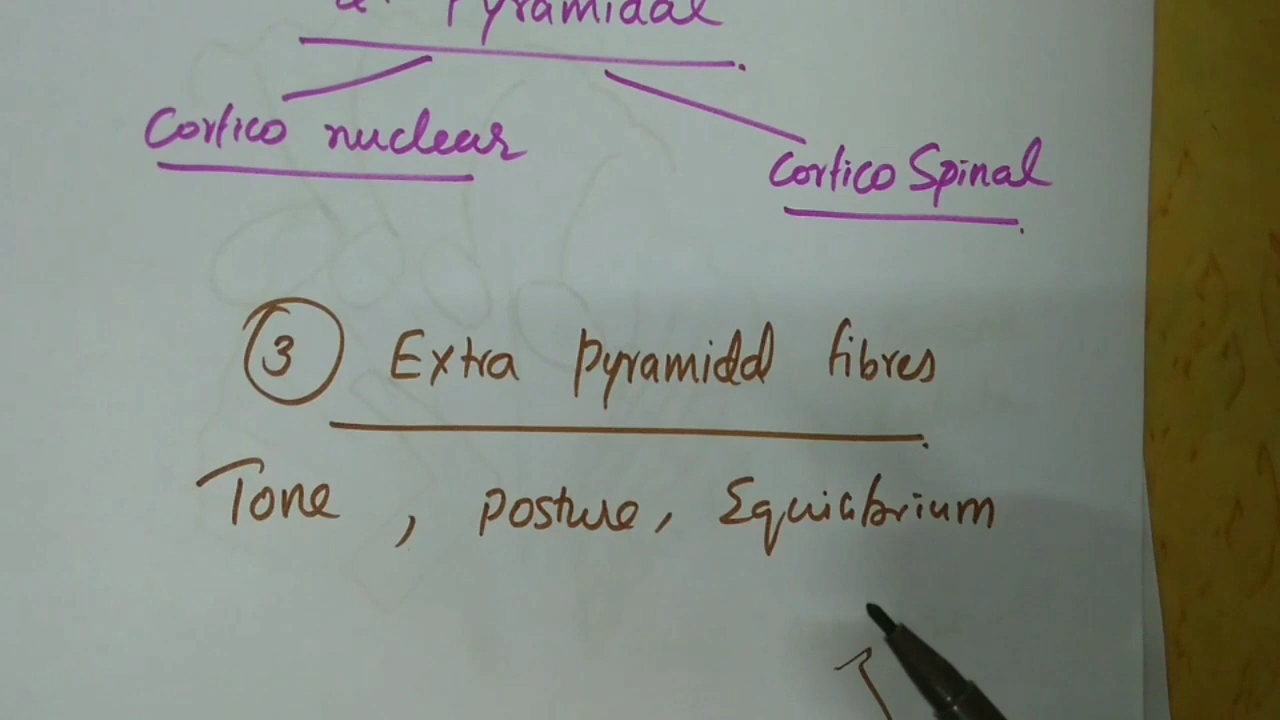 Pyramidal
Cortico nuclear
Cortico Spinal
3 Extra pyramidal fibres
Tone , posture, Equilibrium